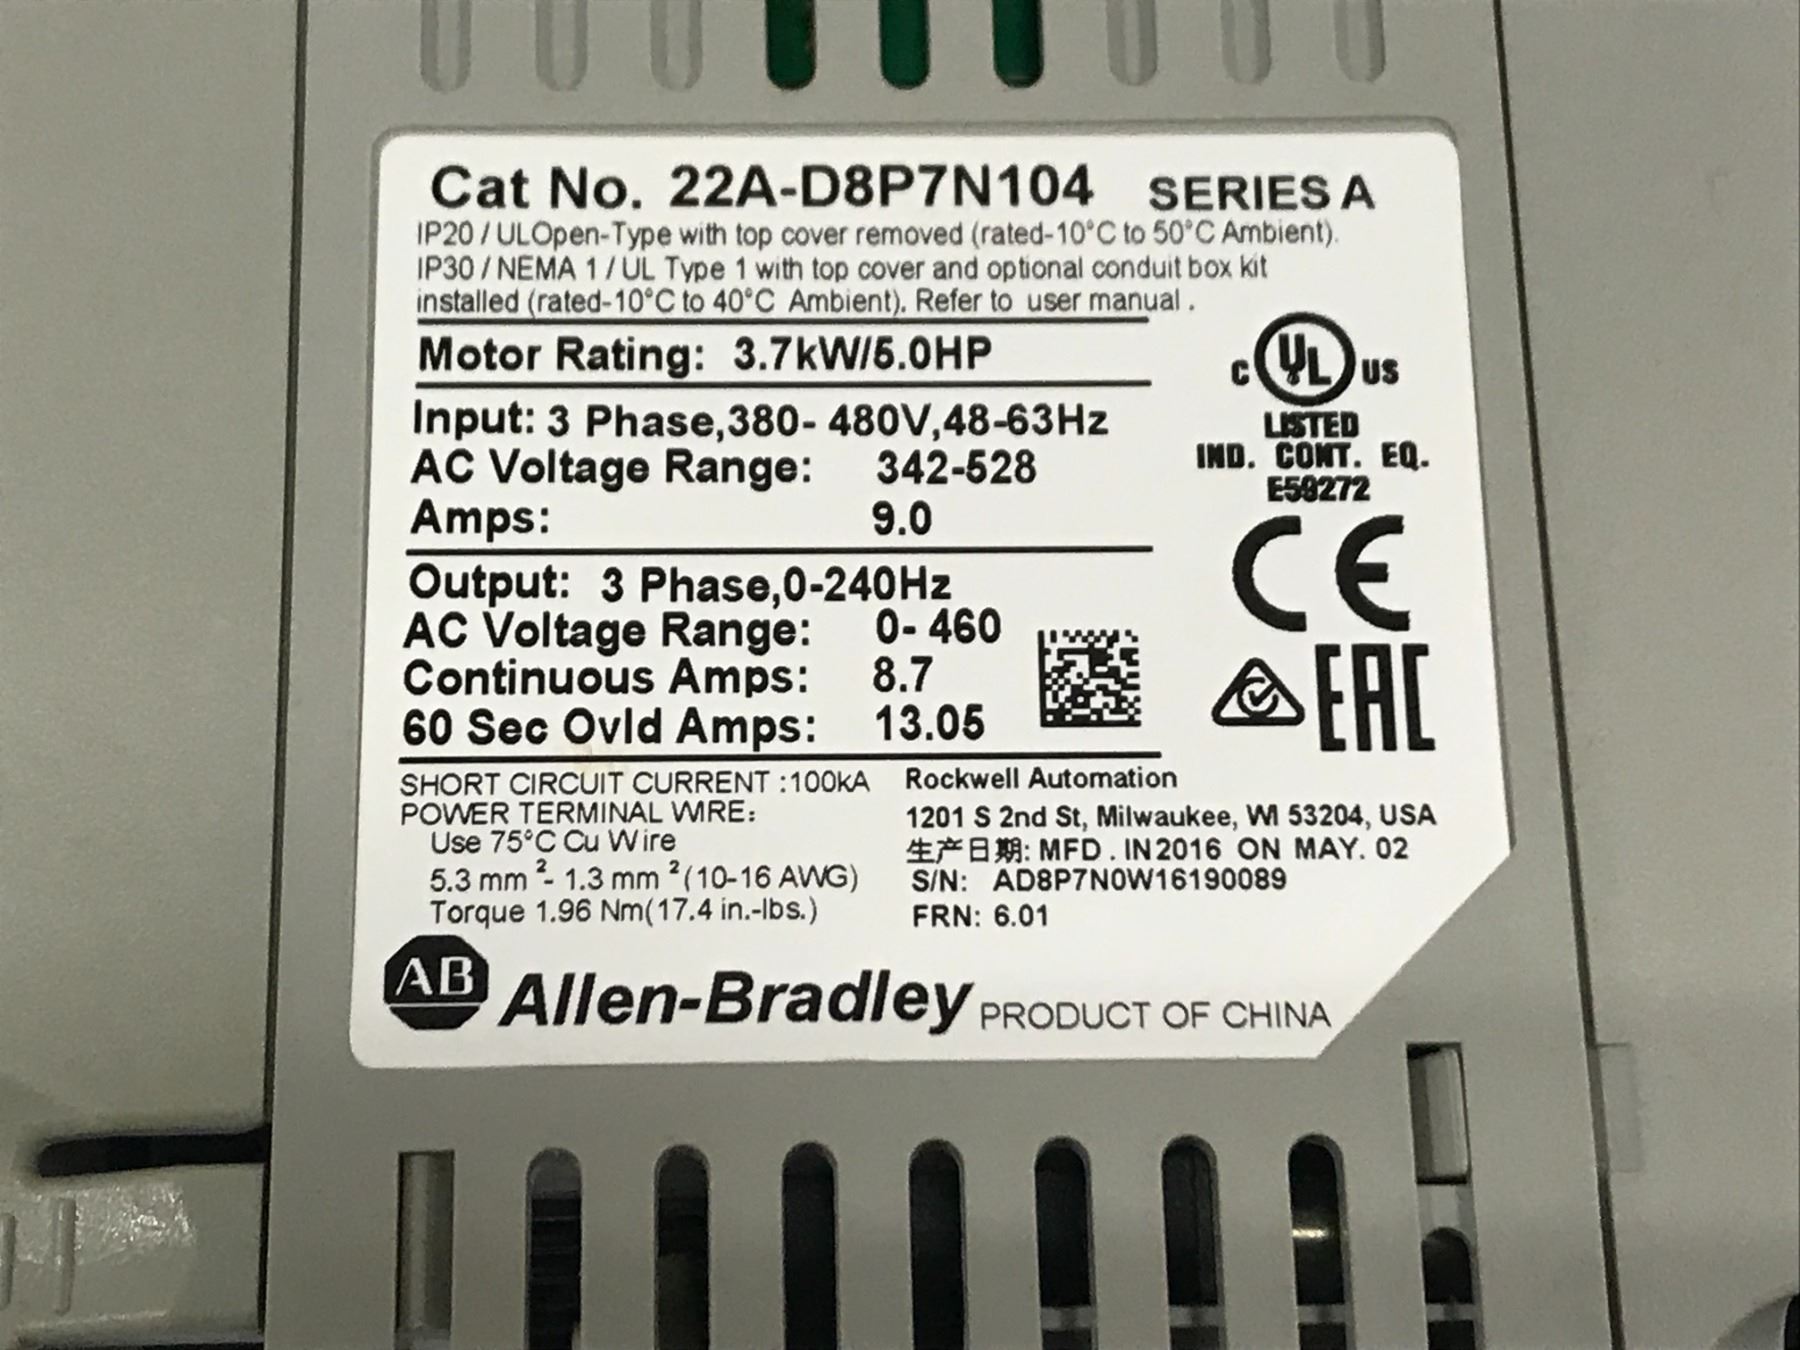 Cat No. 22A-D8P7N104 SERIES A
IP20 / ULOpen-Type with top cover removed (rated-10°C to 50°C Ambient).
IP30 / NEMA 1 / UL Type 1 with top cover and optional conduit box kit
installed (rated-10°C to 40°C Ambient). Refer to user manual .
Motor Rating: 3.7kW/5.0HP
Input: 3 Phase,380- 480V,48-63Hz
AC Voltage Range: 342-528
Amps: 9.0
C UL US
LISTED
IND. CONT. EQ.
E59272
CE
EAC
Output: 3 Phase,0-240Hz
AC Voltage Range: 0- 460
Continuous Amps: 8.7
60 Sec Ovld Amps: 13.05
SHORT CIRCUIT CURRENT :100kA
POWER TERMINAL WIRE:
Use 75°C Cu Wire
5.3 mm ²- 1.3 mm ²(10-16 AWG)
Torque 1.96 Nm(17.4 in.-lbs.)
Rockwell Automation
1201 S 2nd St, Milwaukee, WI 53204, USA
生产日期: MFD . IN 2016 ON MAY. 02
S/N: AD8P7N0W16190089
FRN: 6.01
AB Allen-Bradley PRODUCT OF CHINA